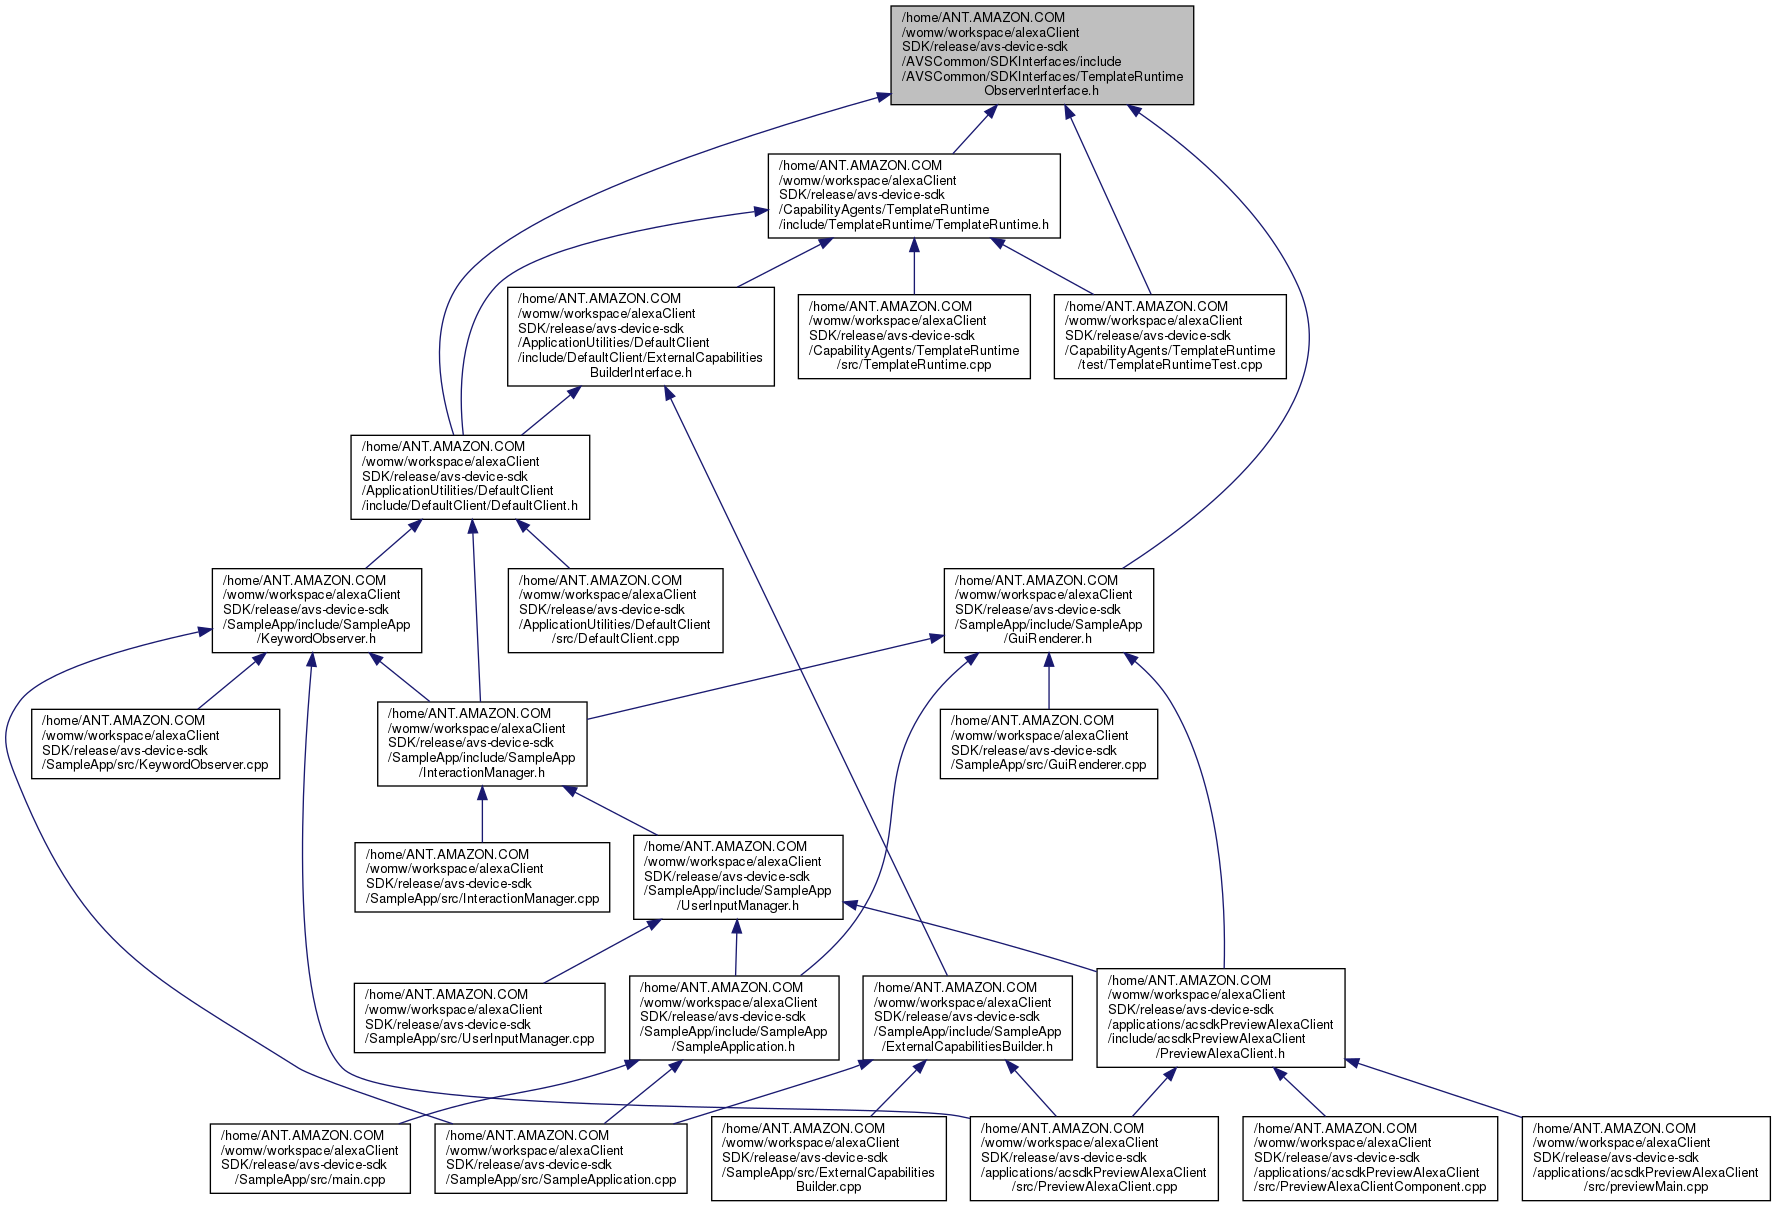 /home/ANT.AMAZON.COM
/womw/workspace/alexaClient
SDK/release/avs-device-sdk
/AVSCommon/SDKInterfaces/include
/AVSCommon/SDKInterfaces/TemplateRuntime
ObserverInterface.h
/home/ANT.AMAZON.COM
/womw/workspace/alexaClient
SDK/release/avs-device-sdk
/CapabilityAgents/TemplateRuntime
/include/TemplateRuntime/TemplateRuntime.h
/home/ANT.AMAZON.COM
/womw/workspace/alexaClient
SDK/release/avs-device-sdk
/ApplicationUtilities/DefaultClient
/include/DefaultClient/ExternalCapabilities
BuilderInterface.h
/home/ANT.AMAZON.COM
/womw/workspace/alexaClient
SDK/release/avs-device-sdk
/CapabilityAgents/TemplateRuntime
/src/TemplateRuntime.cpp
/home/ANT.AMAZON.COM
/womw/workspace/alexaClient
SDK/release/avs-device-sdk
/CapabilityAgents/TemplateRuntime
/test/TemplateRuntimeTest.cpp
/home/ANT.AMAZON.COM
/womw/workspace/alexaClient
SDK/release/avs-device-sdk
/ApplicationUtilities/DefaultClient
/include/DefaultClient/DefaultClient.h
/home/ANT.AMAZON.COM
/womw/workspace/alexaClient
SDK/release/avs-device-sdk
/SampleApp/include/SampleApp
/KeywordObserver.h
/home/ANT.AMAZON.COM
/womw/workspace/alexaClient
SDK/release/avs-device-sdk
/ApplicationUtilities/DefaultClient
/src/DefaultClient.cpp
/home/ANT.AMAZON.COM
/womw/workspace/alexaClient
SDK/release/avs-device-sdk
/SampleApp/include/SampleApp
/GuiRenderer.h
/home/ANT.AMAZON.COM
/womw/workspace/alexaClient
SDK/release/avs-device-sdk
/SampleApp/src/KeywordObserver.cpp
/home/ANT.AMAZON.COM
/womw/workspace/alexaClient
SDK/release/avs-device-sdk
/SampleApp/include/SampleApp
/InteractionManager.h
/home/ANT.AMAZON.COM
/womw/workspace/alexaClient
SDK/release/avs-device-sdk
/SampleApp/src/GuiRenderer.cpp
/home/ANT.AMAZON.COM
/womw/workspace/alexaClient
SDK/release/avs-device-sdk
/SampleApp/src/InteractionManager.cpp
/home/ANT.AMAZON.COM
/womw/workspace/alexaClient
SDK/release/avs-device-sdk
/SampleApp/include/SampleApp
/UserInputManager.h
/home/ANT.AMAZON.COM
/womw/workspace/alexaClient
SDK/release/avs-device-sdk
/SampleApp/src/UserInputManager.cpp
/home/ANT.AMAZON.COM
/womw/workspace/alexaClient
SDK/release/avs-device-sdk
/SampleApp/include/SampleApp
/SampleApplication.h
/home/ANT.AMAZON.COM
/womw/workspace/alexaClient
SDK/release/avs-device-sdk
/SampleApp/include/SampleApp
/ExternalCapabilitiesBuilder.h
/home/ANT.AMAZON.COM
/womw/workspace/alexaClient
SDK/release/avs-device-sdk
/applications/acsdkPreviewAlexaClient
/include/acsdkPreviewAlexaClient
/PreviewAlexaClient.h
/home/ANT.AMAZON.COM
/womw/workspace/alexaClient
SDK/release/avs-device-sdk
/SampleApp/src/main.cpp
/home/ANT.AMAZON.COM
/womw/workspace/alexaClient
SDK/release/avs-device-sdk
/SampleApp/src/SampleApplication.cpp
/home/ANT.AMAZON.COM
/womw/workspace/alexaClient
SDK/release/avs-device-sdk
/SampleApp/src/ExternalCapabilities
Builder.cpp
/home/ANT.AMAZON.COM
/womw/workspace/alexaClient
SDK/release/avs-device-sdk
/applications/acsdkPreviewAlexaClient
/src/PreviewAlexaClient.cpp
/home/ANT.AMAZON.COM
/womw/workspace/alexaClient
SDK/release/avs-device-sdk
/applications/acsdkPreviewAlexaClient
/src/PreviewAlexaClientComponent.cpp
/home/ANT.AMAZON.COM
/womw/workspace/alexaClient
SDK/release/avs-device-sdk
/applications/acsdkPreviewAlexaClient
/src/previewMain.cpp